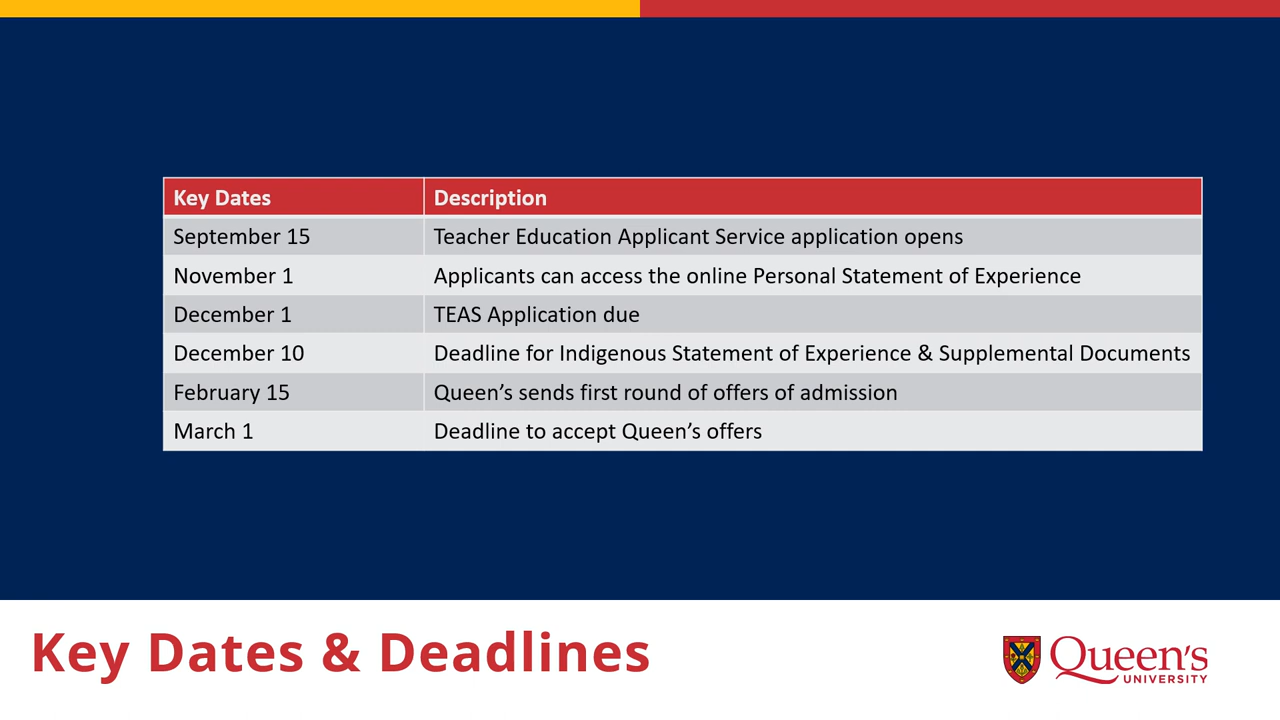 Key Dates Description
September 15 Teacher Education Applicant Service application opens
November 1 Applicants can access the online Personal Statement of Experience
December 1 TEAS Application due
December 10 Deadline for Indigenous Statement of Experience & Supplemental Documents
February 15 Queen’s sends first round of offers of admission
March 1 Deadline to accept Queen’s offers
Key Dates & Deadlines
Queen's
UNIVERSITY